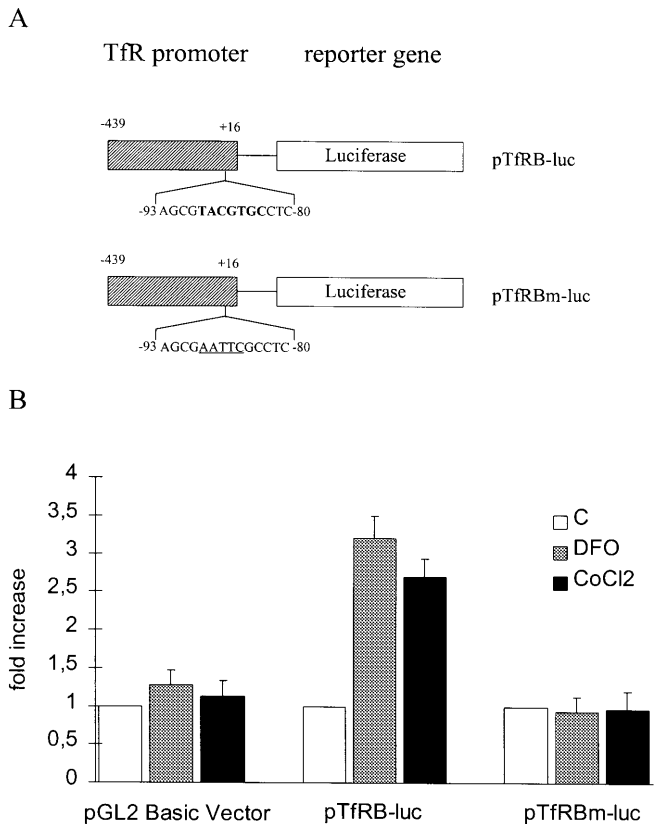 A
TfR promoter reporter gene
-439 +16
Luciferase pTfRB-luc
-93 AGCGTACGTGCCTC-80
-439 +16
Luciferase pTfRBm-luc
-93 AGCGAATTCGCCTC-80
B
4
3,5
3
2,5
2
1,5
1
0,5
0
fold increase
C
DFO
CoCl2
pGL2 Basic Vector pTfRB-luc pTfRBm-luc